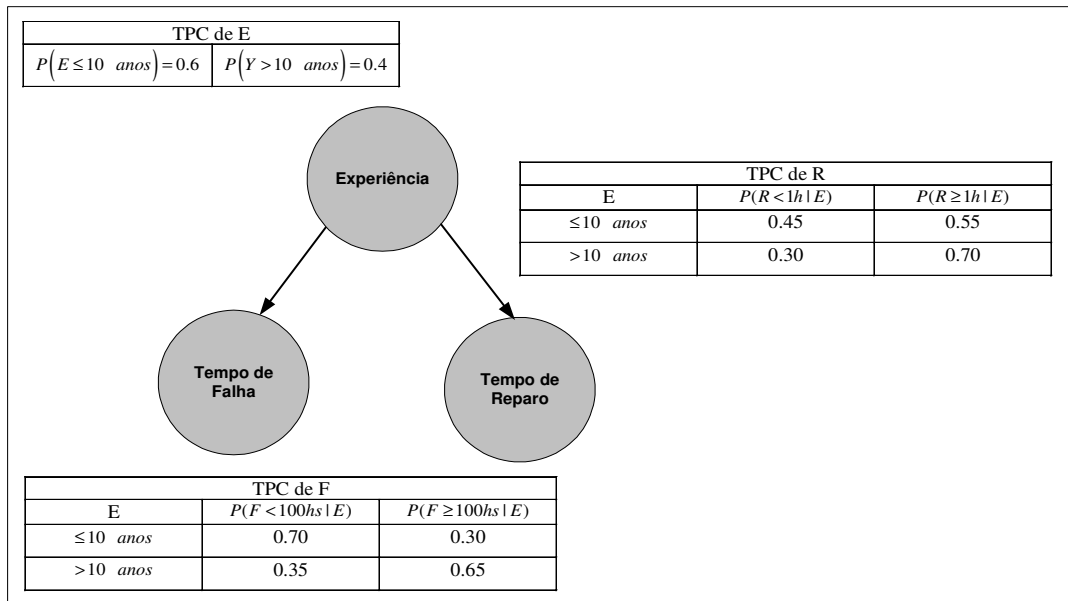 TPC de E
P(E ≤ 10 anos) = 0.6 P(Y > 10 anos) = 0.4
Experiência
TPC de R
E P(R < 1h | E) P(R ≥ 1h | E)
≤10 anos 0.45 0.55
>10 anos 0.30 0.70
Tempo de
Falha
Tempo de
Reparo
TPC de F
E P(F < 100hs | E) P(F ≥ 100hs | E)
≤10 anos 0.70 0.30
>10 anos 0.35 0.65